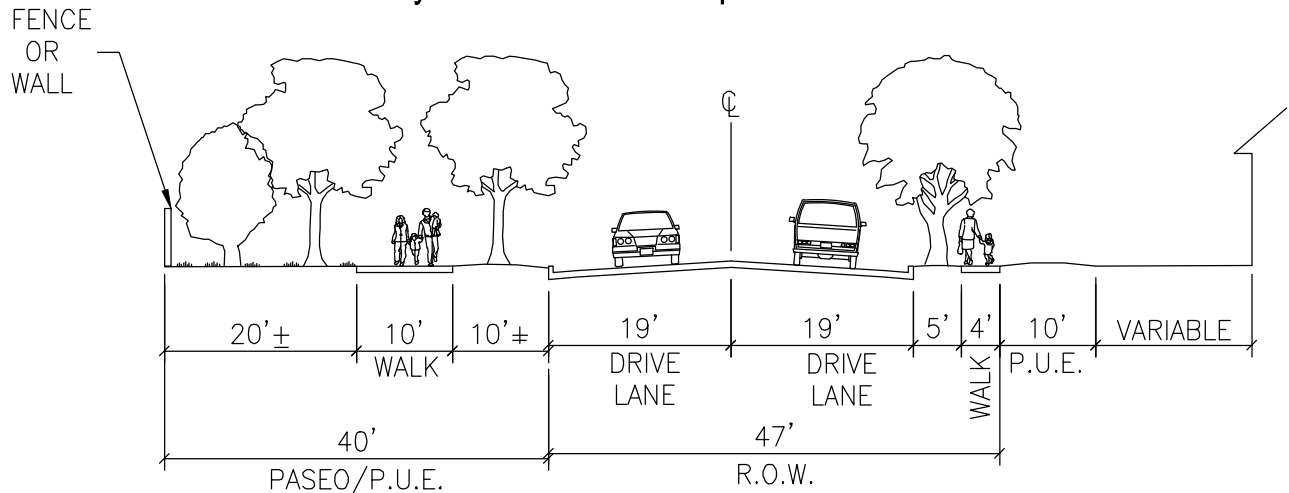 FENCE
OR
WALL
℄
20'±
10'
WALK
10'±
19'
DRIVE
LANE
19'
DRIVE
LANE
5'
4'
WALK
10'
P.U.E.
VARIABLE
40'
PASEO/P.U.E.
47'
R.O.W.